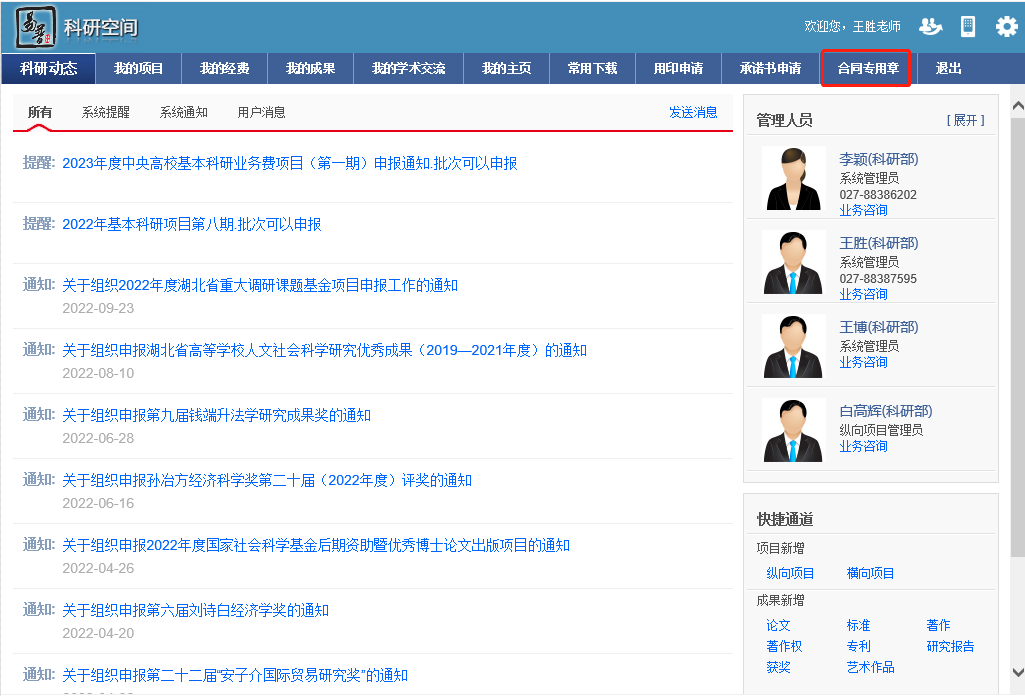 易普 科研空间
欢迎您，王胜老师
科研动态 我的项目 我的经费 我的成果 我的学术交流 我的主页 常用下载 用印申请 承诺书申请 合同专用章 退出
所有 系统提醒 系统通知 用户消息 发送消息
提醒: 2023年度中央高校基本科研业务费项目（第一期）申报通知.批次可以申报
提醒: 2022年基本科研项目第八期.批次可以申报
通知: 关于组织2022年度湖北省重大调研课题基金项目申报工作的通知
2022-09-23
通知: 关于组织申报湖北省高等学校人文社会科学研究优秀成果（2019—2021年度）的通知
2022-08-10
通知: 关于组织申报第九届钱端升法学研究成果奖的通知
2022-06-28
通知: 关于组织申报孙冶方经济科学奖第二十届（2022年度）评奖的通知
2022-06-16
通知: 关于组织申报2022年度国家社会科学基金后期资助暨优秀博士论文出版项目的通知
2022-04-26
通知: 关于组织申报第六届刘诗白经济学奖的通知
2022-04-20
通知: 关于组织申报第二十二届“安子介国际贸易研究奖”的通知
管理人员 [ 展开 ]
李颖(科研部)
系统管理员
027-88386202
业务咨询
王胜(科研部)
系统管理员
027-88387595
业务咨询
王博(科研部)
系统管理员
业务咨询
白高辉(科研部)
纵向项目管理员
业务咨询
快捷通道
项目新增
纵向项目 横向项目
成果新增
论文 标准 著作
著作权 专利 研究报告
获奖 艺术作品